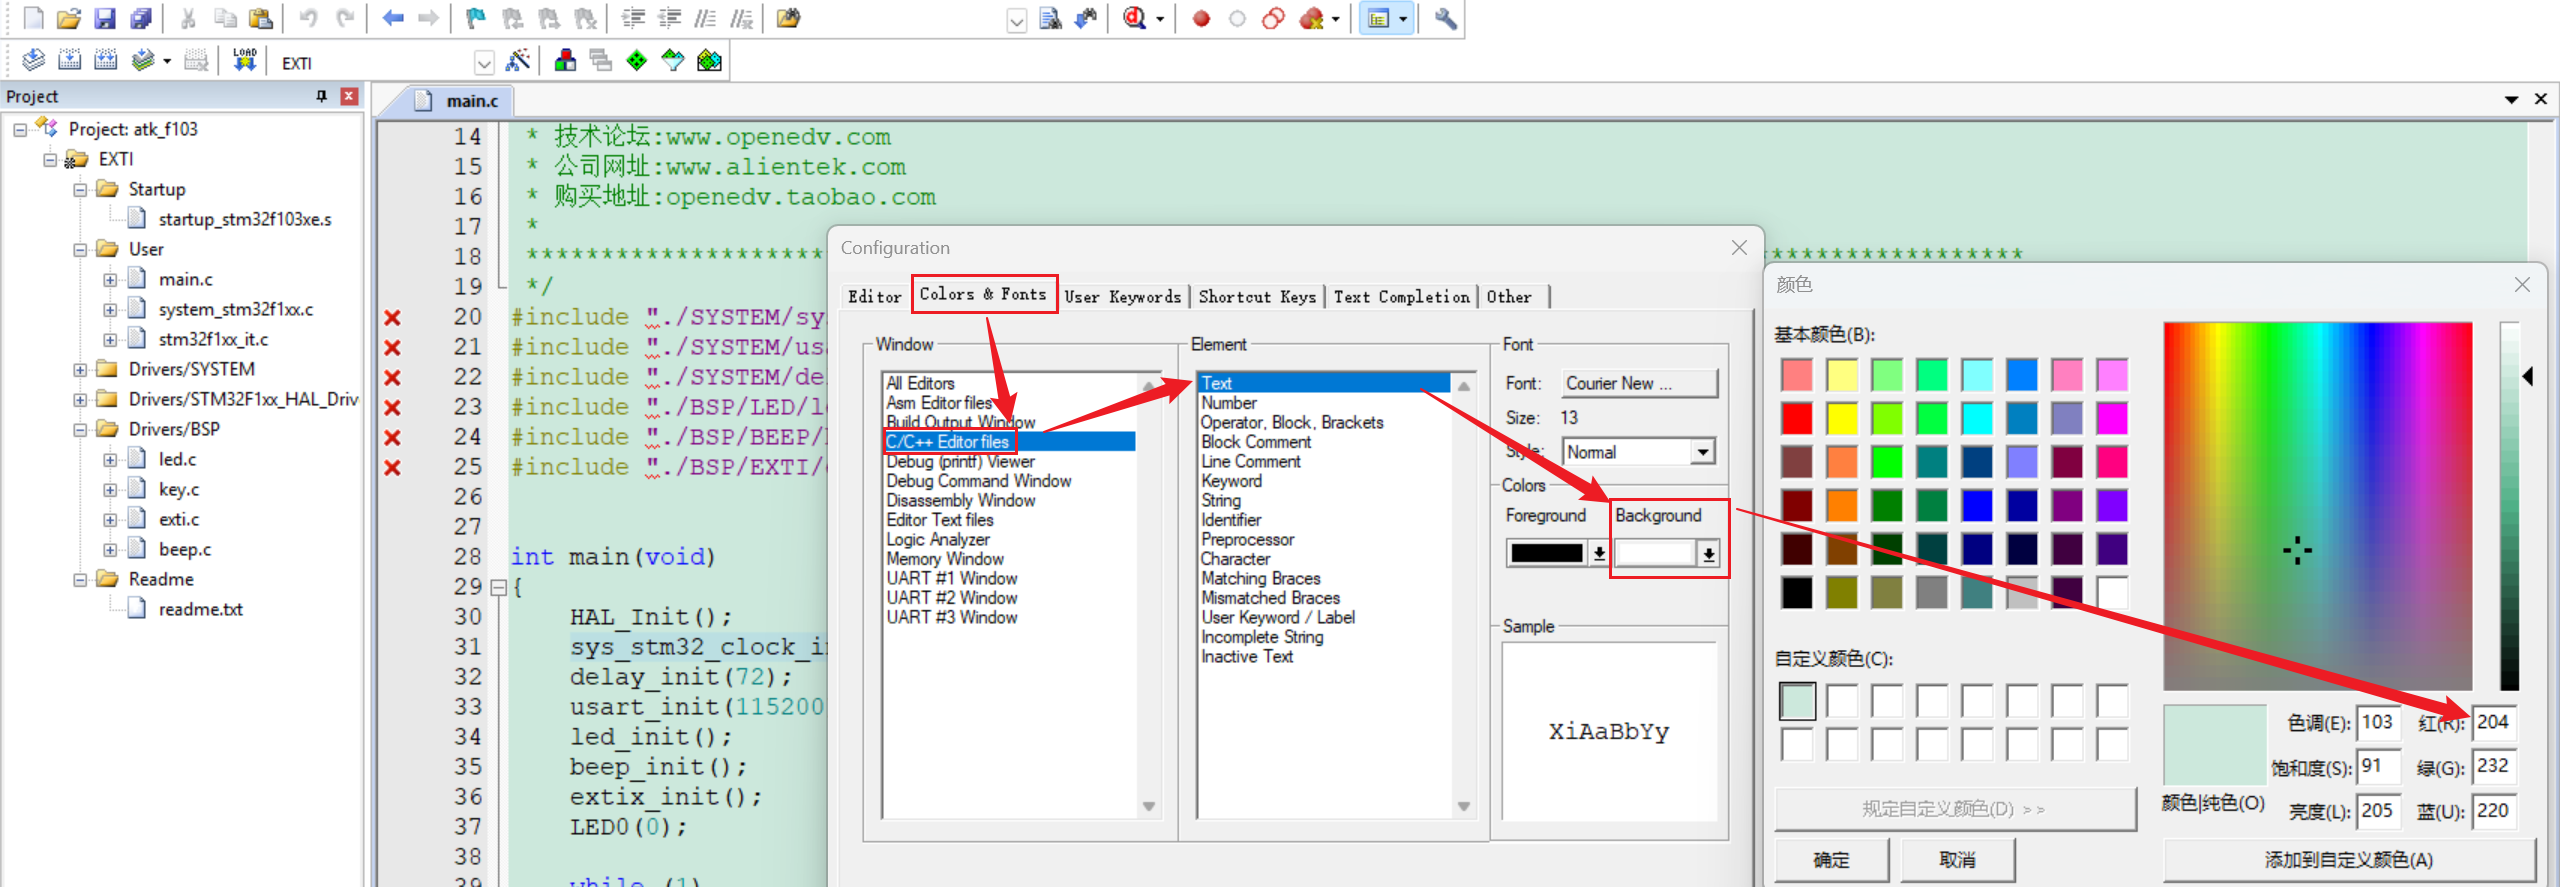 LOAD
EXTI
Project
Project: atk_f103
EXTI
Startup
startup_stm32f103xe.s
User
main.c
system_stm32f1xx.c
stm32f1xx_it.c
Drivers/SYSTEM
Drivers/STM32F1xx_HAL_Driv
Drivers/BSP
led.c
key.c
exti.c
beep.c
Readme
readme.txt
main.c
14 * 技术论坛:www.openedv.com
15 * 公司网址:www.alientek.com
16 * 购买地址:openedv.taobao.com
17 *
18 ****************************************
19 */
20 #include "./SYSTEM/sy
21 #include "./SYSTEM/us
22 #include "./SYSTEM/de
23 #include "./BSP/LED/l
24 #include "./BSP/BEEP/
25 #include "./BSP/EXTI/
26
27
28 int main(void)
29 {
30 HAL_Init();
31 sys_stm32_clock_i
32 delay_init(72);
33 usart_init(115200
34 led_init();
35 beep_init();
36 extix_init();
37 LED0(0);
38
39 while (1)
Configuration
Editor
Colors & Fonts
User Keywords
Shortcut Keys
Text Completion
Other
Window
All Editors
Asm Editor files
Build Output Window
C/C++ Editor files
Debug (printf) Viewer
Debug Command Window
Disassembly Window
Editor Text files
Logic Analyzer
Memory Window
UART #1 Window
UART #2 Window
UART #3 Window
Element
Text
Number
Operator, Block, Brackets
Block Comment
Line Comment
Keyword
String
Identifier
Preprocessor
Character
Matching Braces
Mismatched Braces
User Keyword / Label
Incomplete String
Inactive Text
Font
Font: Courier New ...
Size: 13
Style: Normal
Colors
Foreground
Background
Sample
XiAaBbYy
颜色
基本颜色(B):
自定义颜色(C):
规定自定义颜色(D) >>
确定
取消
颜色|纯色(O)
色调(E): 103 红(R): 204
饱和度(S): 91 绿(G): 232
亮度(L): 205 蓝(U): 220
添加到自定义颜色(A)